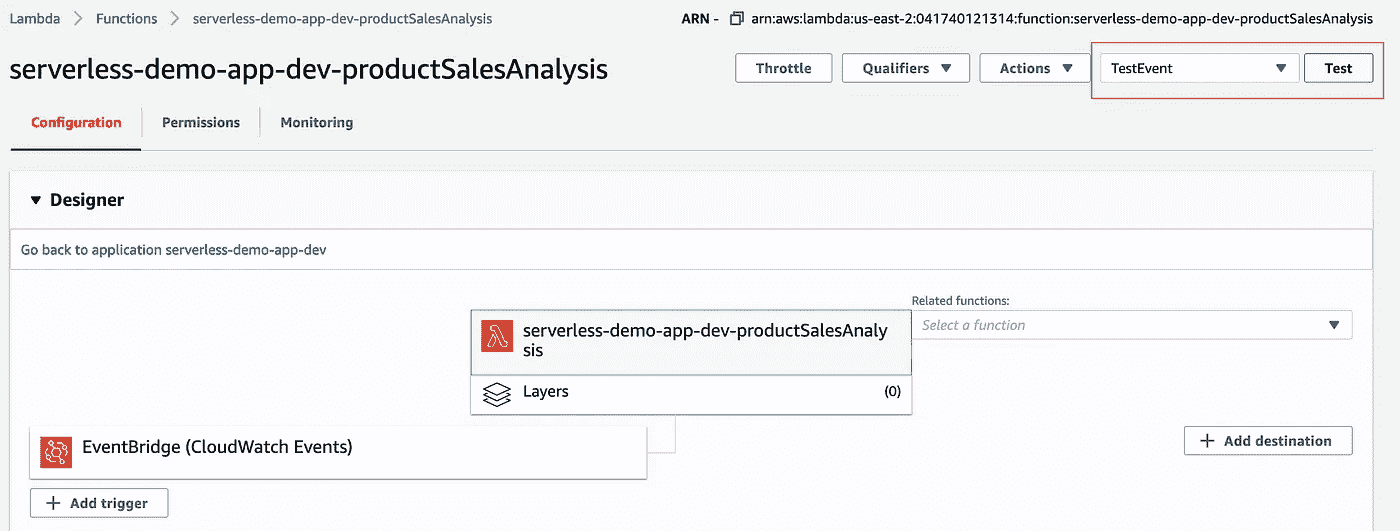 Lambda > Functions > serverless-demo-app-dev-productSalesAnalysis
ARN - arn:aws:lambda:us-east-2:041740121314:function:serverless-demo-app-dev-productSalesAnalysis
serverless-demo-app-dev-productSalesAnalysis
Throttle Qualifiers Actions TestEvent Test
Configuration Permissions Monitoring
Designer
Go back to application serverless-demo-app-dev
Related functions:
Select a function
serverless-demo-app-dev-productSalesAnaly
sis
Layers (0)
EventBridge (CloudWatch Events)
+ Add destination
+ Add trigger